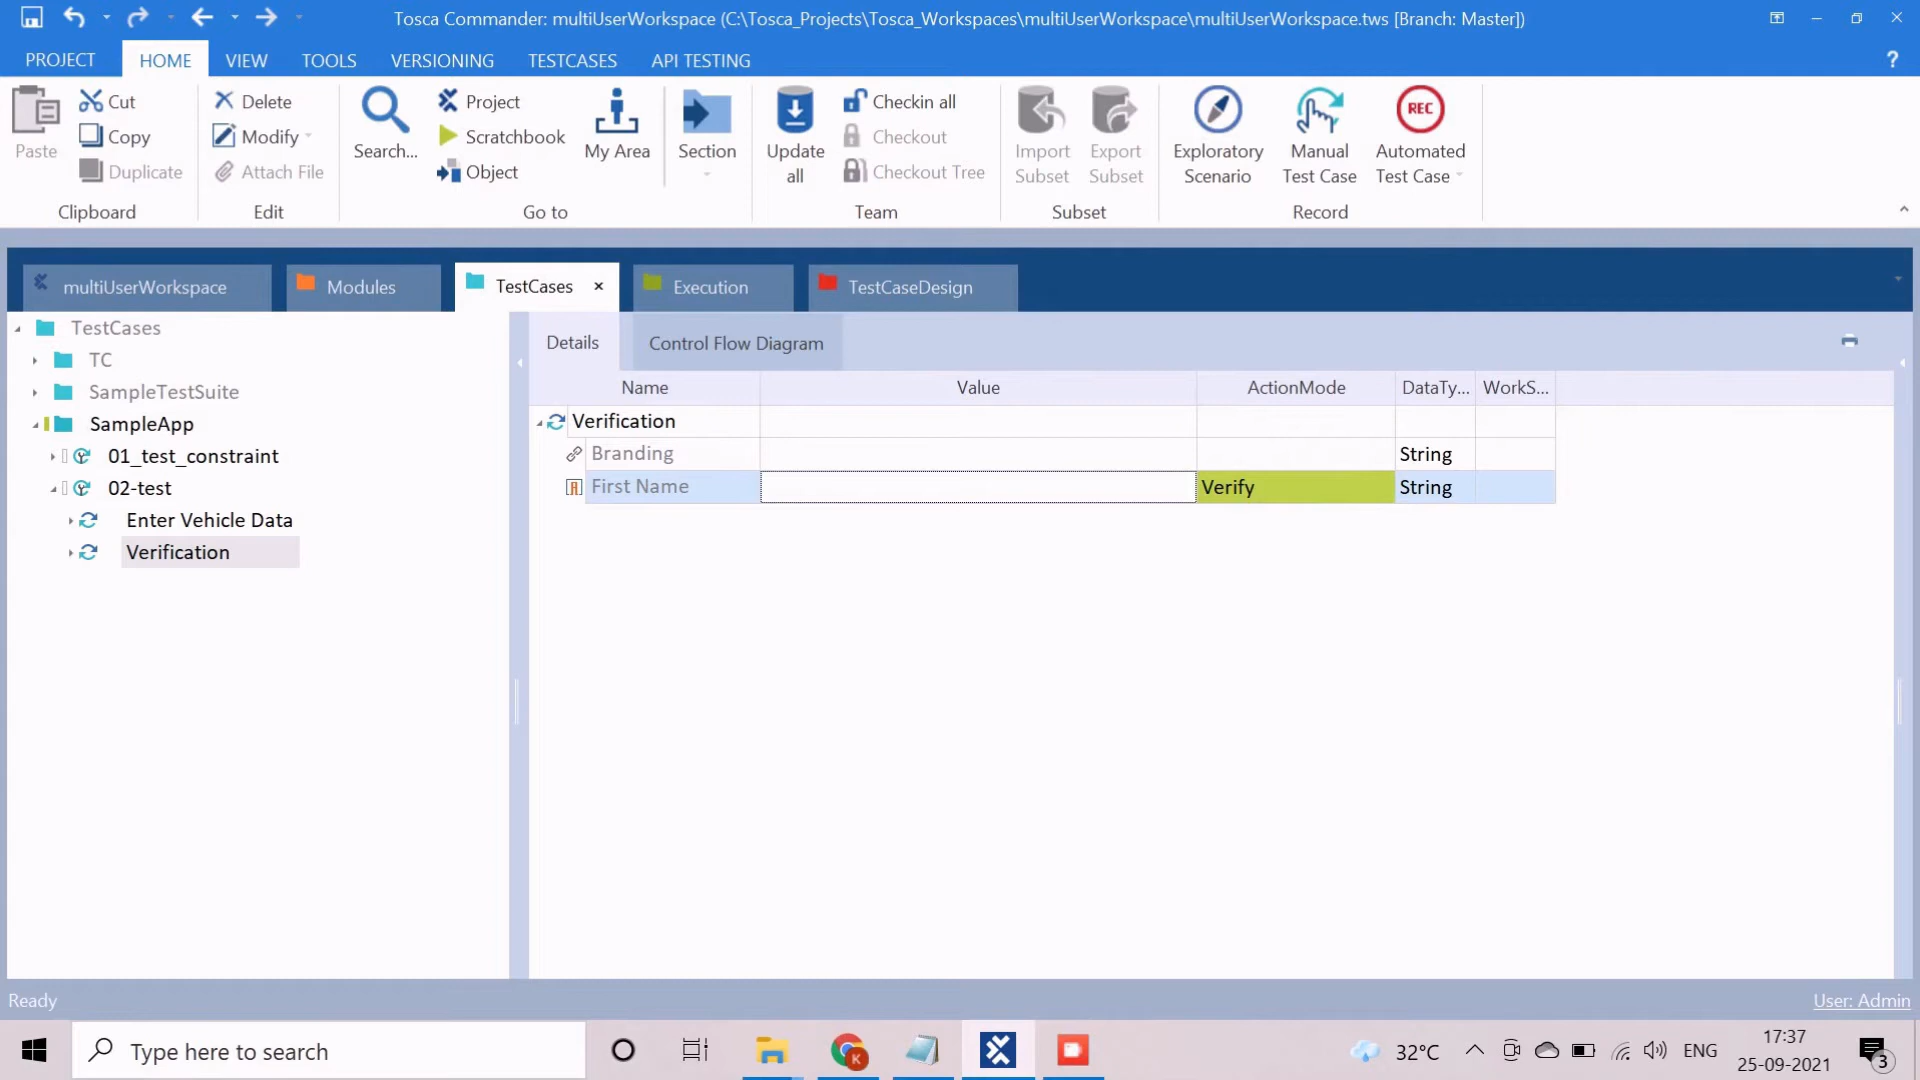 Tosca Commander: multiUserWorkspace (C:\Tosca_Projects\Tosca_Workspaces\multiUserWorkspace\multiUserWorkspace.tws [Branch: Master])
PROJECT HOME VIEW TOOLS VERSIONING TESTCASES API TESTING ?
Paste
Cut
Copy
Duplicate
Clipboard
Delete
Modify
Attach File
Edit
Search...
Project
Scratchbook
Object
My Area
Section
Go to
Update all
Checkin all
Checkout
Checkout Tree
Team
Import Subset
Export Subset
Subset
Exploratory Scenario
Manual Test Case
REC
Automated Test Case
Record
multiUserWorkspace Modules TestCases × Execution TestCaseDesign
TestCases
TC
SampleTestSuite
SampleApp
01_test_constraint
02-test
Enter Vehicle Data
Verification
Details Control Flow Diagram
Name Value ActionMode DataTy... WorkS...
Verification
Branding String
First Name Verify String
Ready User: Admin
Type here to search
K
32°C
ENG
17:37
25-09-2021
3